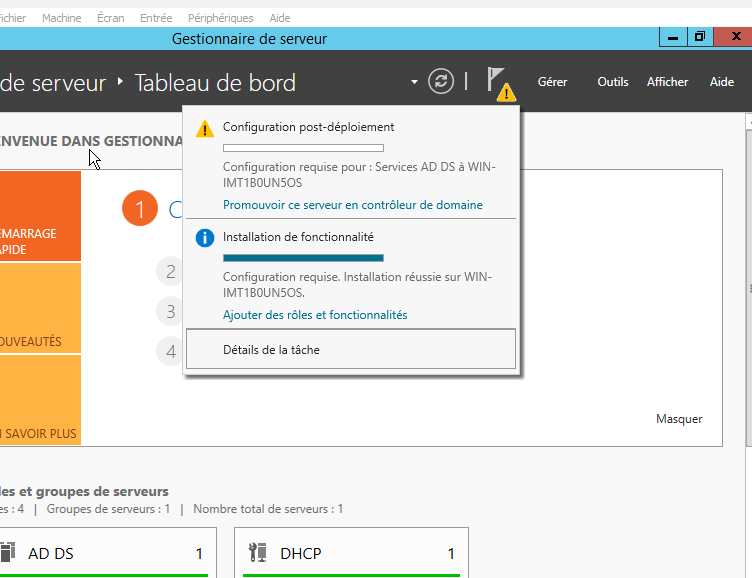 ichier Machine Écran Entrée Périphériques Aide
Gestionnaire de serveur
de serveur Tableau de bord
Gérer Outils Afficher Aide
ENVENUE DANS GESTIONNA
Configuration post-déploiement
Configuration requise pour : Services AD DS à WIN-
IMT1B0UN5OS
Promouvoir ce serveur en contrôleur de domaine
Installation de fonctionnalité
Configuration requise. Installation réussie sur WIN-
IMT1B0UN5OS.
Ajouter des rôles et fonctionnalités
Détails de la tâche
ÉMARRAGE
APIDE
1 C
2
3
4
OUVEAUTÉS
N SAVOIR PLUS
Masquer
les et groupes de serveurs
es : 4 | Groupes de serveurs : 1 | Nombre total de serveurs : 1
AD DS 1
DHCP 1